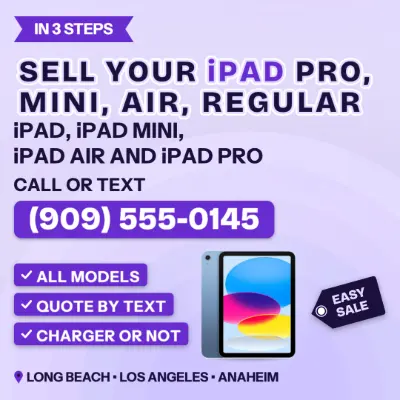 IN 3 STEPS
SELL YOUR iPAD PRO,
MINI, AIR, REGULAR
iPAD, iPAD MINI,
iPAD AIR AND iPAD PRO
CALL OR TEXT
(909) 555-0145
✓ ALL MODELS
✓ QUOTE BY TEXT
✓ CHARGER OR NOT
EASY
SALE
LONG BEACH • LOS ANGELES • ANAHEIM